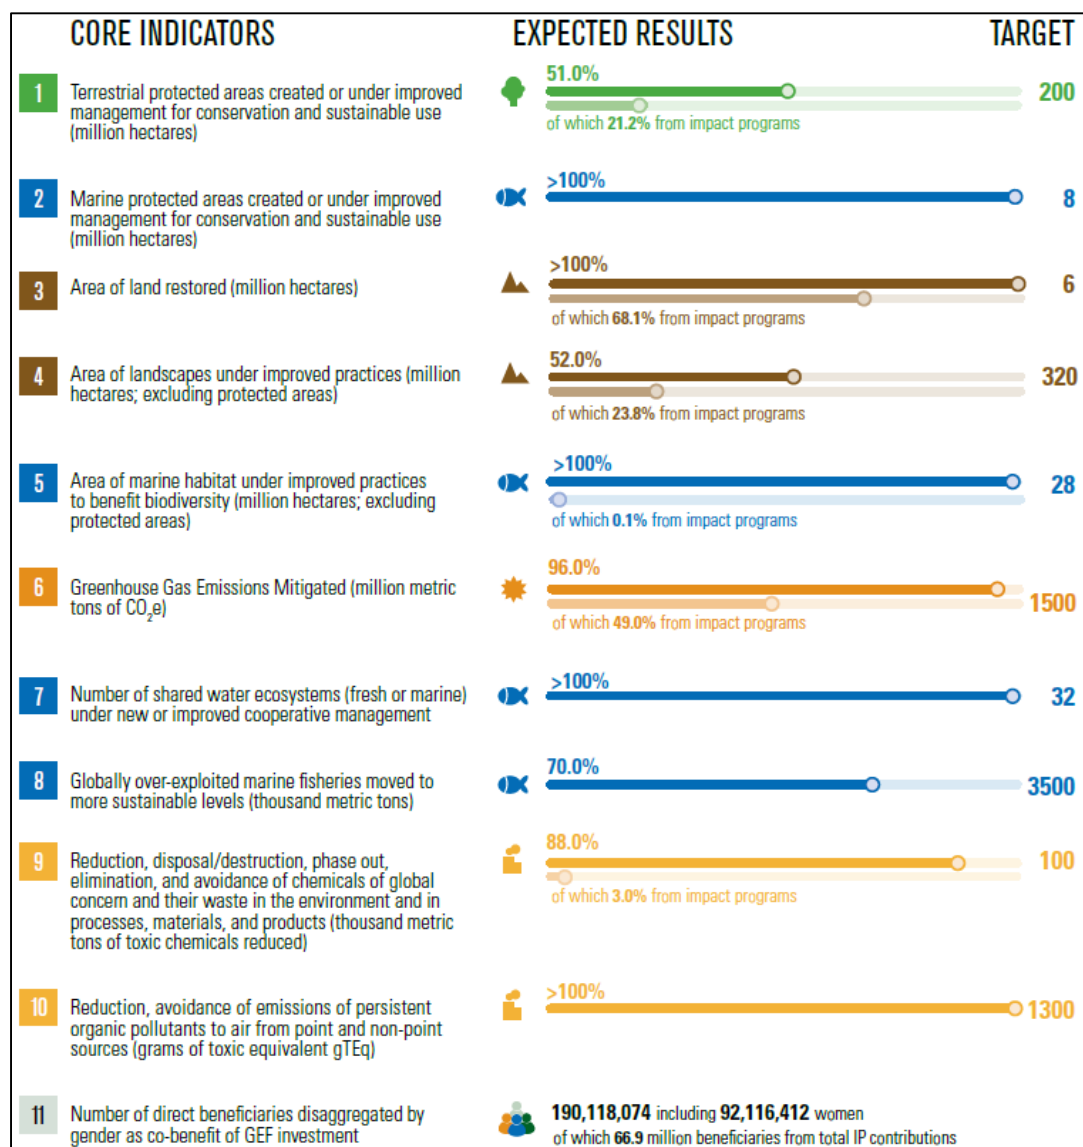 CORE INDICATORS EXPECTED RESULTS TARGET
1 Terrestrial protected areas created or under improved
management for conservation and sustainable use
(million hectares)
51.0%
200
of which 21.2% from impact programs
2 Marine protected areas created or under improved
management for conservation and sustainable use
(million hectares)
>100%
8
3 Area of land restored (million hectares)
>100%
6
of which 68.1% from impact programs
4 Area of landscapes under improved practices (million
hectares; excluding protected areas)
52.0%
320
of which 23.8% from impact programs
5 Area of marine habitat under improved practices
to benefit biodiversity (million hectares; excluding
protected areas)
>100%
28
of which 0.1% from impact programs
6 Greenhouse Gas Emissions Mitigated (million metric
tons of CO₂e)
96.0%
1500
of which 49.0% from impact programs
7 Number of shared water ecosystems (fresh or marine)
under new or improved cooperative management
>100%
32
8 Globally over-exploited marine fisheries moved to
more sustainable levels (thousand metric tons)
70.0%
3500
9 Reduction, disposal/destruction, phase out,
elimination, and avoidance of chemicals of global
concern and their waste in the environment and in
processes, materials, and products (thousand metric
tons of toxic chemicals reduced)
88.0%
100
of which 3.0% from impact programs
10 Reduction, avoidance of emissions of persistent
organic pollutants to air from point and non-point
sources (grams of toxic equivalent gTEq)
>100%
1300
11 Number of direct beneficiaries disaggregated by
gender as co-benefit of GEF investment
190,118,074 including 92,116,412 women
of which 66.9 million beneficiaries from total IP contributions